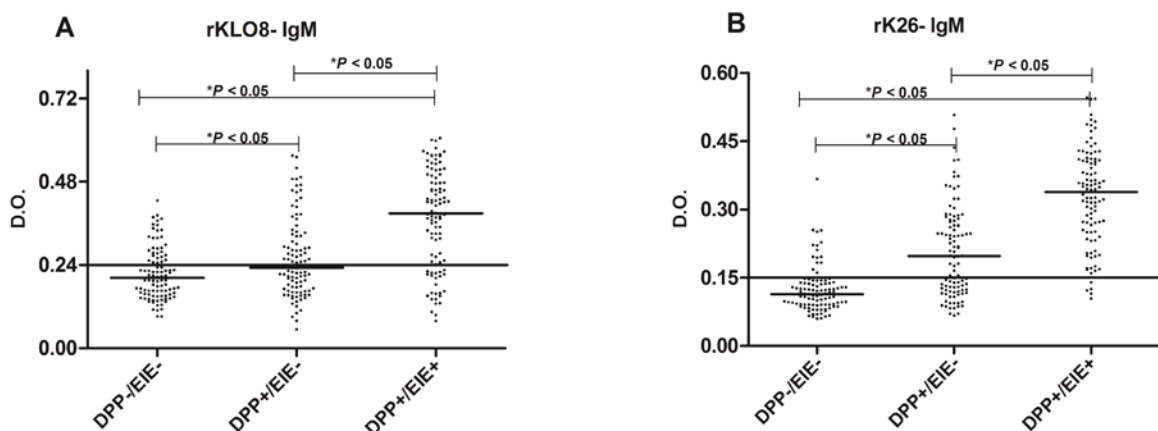 A
rKLO8- IgM
*P < 0.05
*P < 0.05
*P < 0.05
0.72
0.48
0.24
0.00
D.O.
DPP-/EIE-
DPP+/EIE-
DPP+/EIE+
B
rK26- IgM
*P < 0.05
*P < 0.05
*P < 0.05
0.60
0.45
0.30
0.15
0.00
D.O.
DPP-/EIE-
DPP+/EIE-
DPP+/EIE+